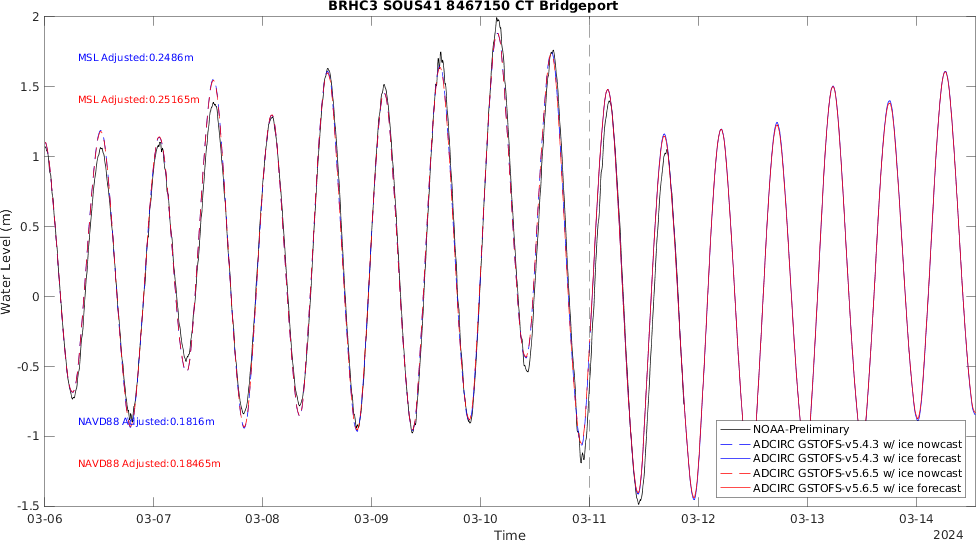 BRHC3 SOUS41 8467150 CT Bridgeport
2
1.5
1
0.5
0
-0.5
-1
-1.5
Water Level (m)
MSL Adjusted:0.2486m
MSL Adjusted:0.25165m
NAVD88 Adjusted:0.1816m
NAVD88 Adjusted:0.18465m
NOAA-Preliminary
ADCIRC GSTOFS-v5.4.3 w/ ice nowcast
ADCIRC GSTOFS-v5.4.3 w/ ice forecast
ADCIRC GSTOFS-v5.6.5 w/ ice nowcast
ADCIRC GSTOFS-v5.6.5 w/ ice forecast
03-06 03-07 03-08 03-09 03-10 03-11 03-12 03-13 03-14
Time
2024